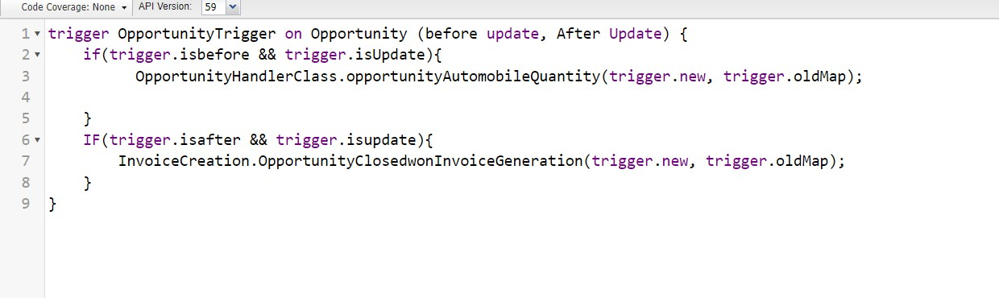 Code Coverage: None API Version: 59
1 trigger OpportunityTrigger on Opportunity (before update, After Update) {
2 if(trigger.isbefore && trigger.isUpdate){
3 OpportunityHandlerClass.opportunityAutomobileQuantity(trigger.new, trigger.oldMap);
4
5 }
6 IF(trigger.isafter && trigger.isupdate){
7 InvoiceCreation.OpportunityClosedwonInvoiceGeneration(trigger.new, trigger.oldMap);
8 }
9 }